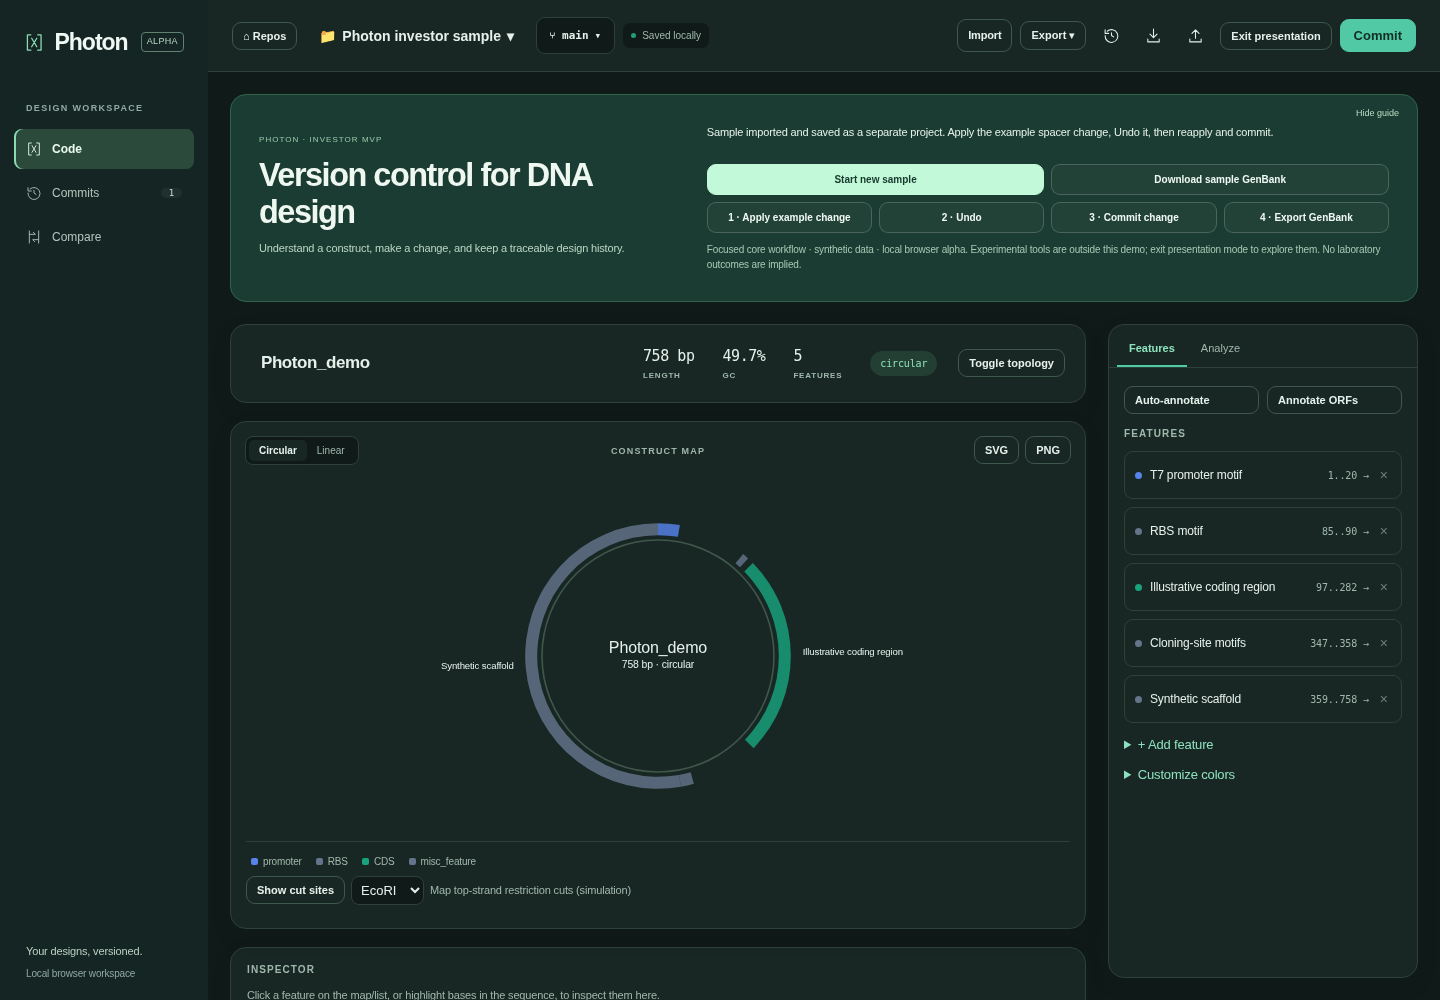 Photon ALPHA
DESIGN WORKSPACE
Code
Commits 1
Compare
Your designs, versioned.
Local browser workspace
⌂ Repos
📁 Photon investor sample ▾
⑂ main ▾
Saved locally
Import
Export ▾
Exit presentation
Commit
Hide guide
PHOTON · INVESTOR MVP
Version control for DNA
design
Understand a construct, make a change, and keep a traceable design history.
Sample imported and saved as a separate project. Apply the example spacer change, Undo it, then reapply and commit.
Start new sample
Download sample GenBank
1 · Apply example change
2 · Undo
3 · Commit change
4 · Export GenBank
Focused core workflow · synthetic data · local browser alpha. Experimental tools are outside this demo; exit presentation mode to explore them. No laboratory
outcomes are implied.
Photon_demo
758 bp
LENGTH
49.7%
GC
5
FEATURES
circular
Toggle topology
Circular
Linear
CONSTRUCT MAP
SVG
PNG
Synthetic scaffold
Photon_demo
758 bp · circular
Illustrative coding region
promoter
RBS
CDS
misc_feature
Show cut sites
EcoRI
Map top-strand restriction cuts (simulation)
INSPECTOR
Click a feature on the map/list, or highlight bases in the sequence, to inspect them here.
Features
Analyze
Auto-annotate
Annotate ORFs
FEATURES
T7 promoter motif 1..20 → ×
RBS motif 85..90 → ×
Illustrative coding region 97..282 → ×
Cloning-site motifs 347..358 → ×
Synthetic scaffold 359..758 → ×
▶ + Add feature
▶ Customize colors